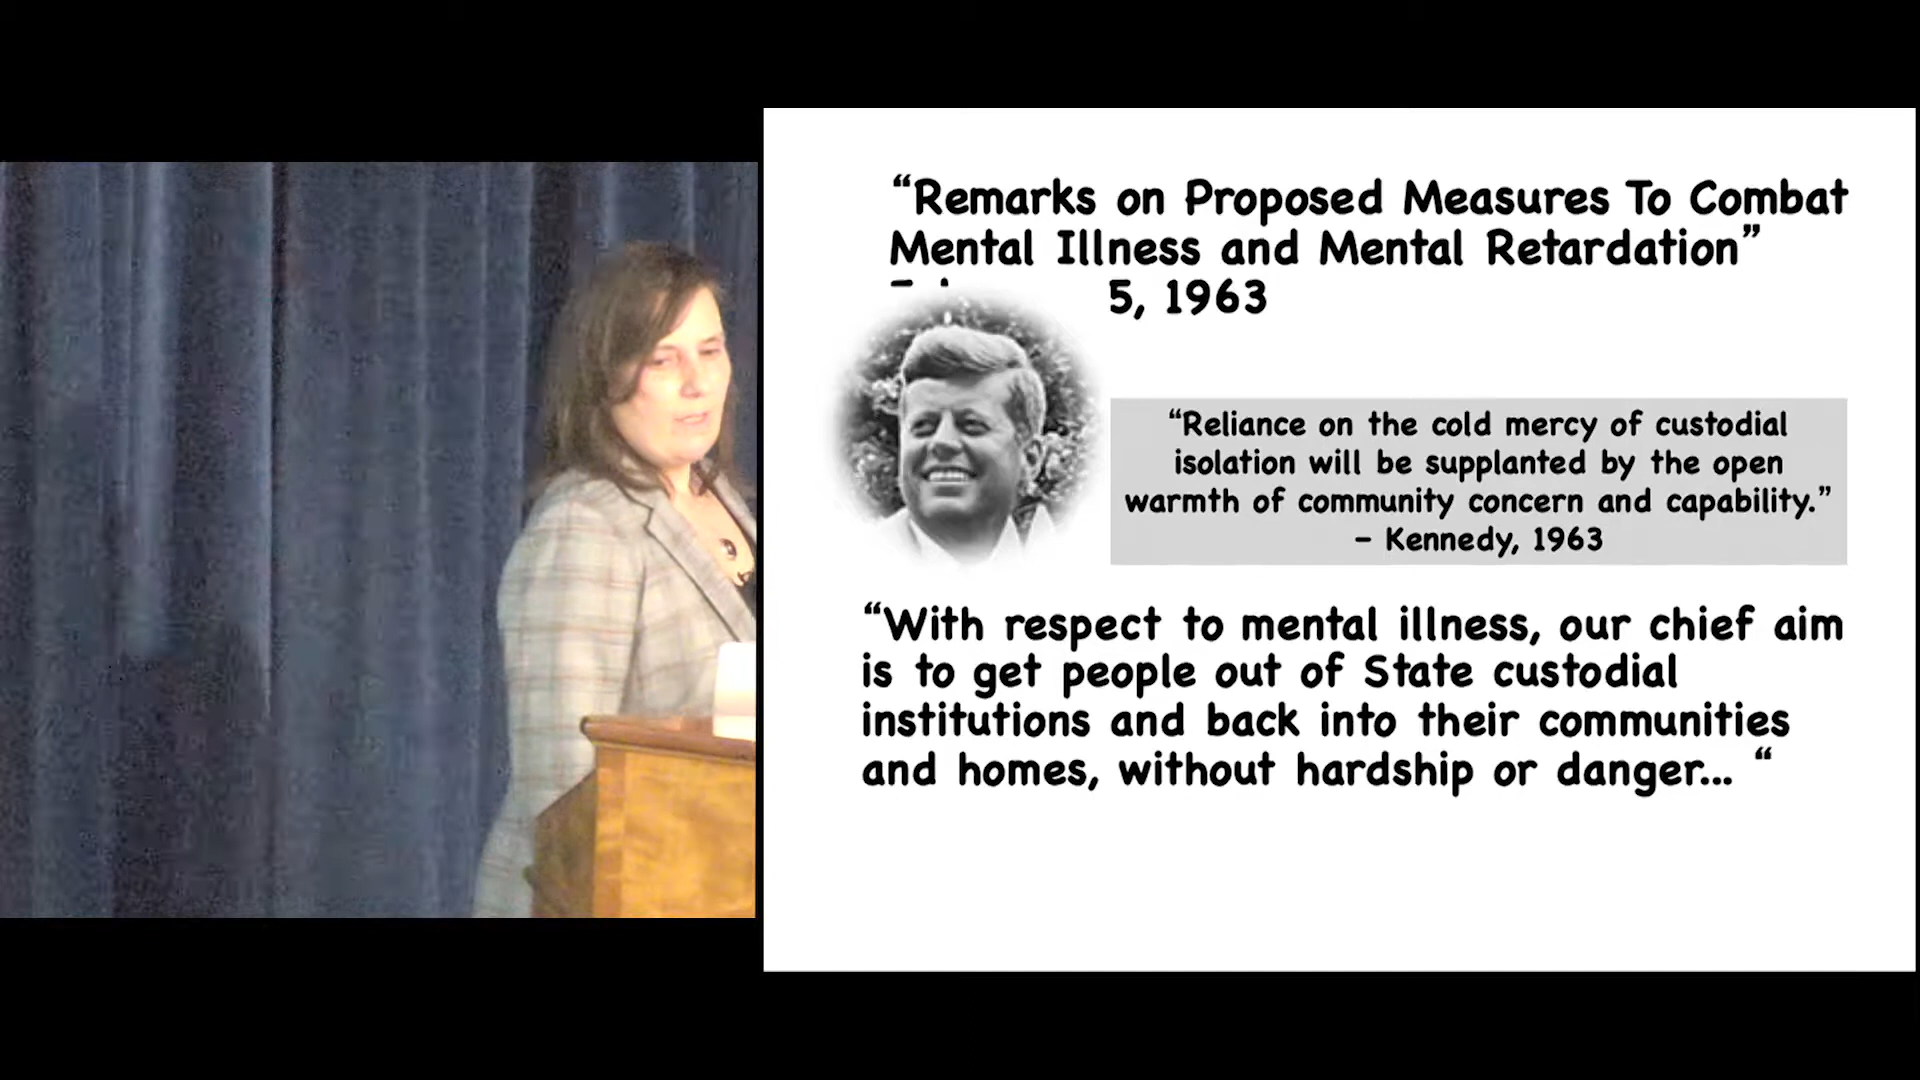 “Remarks on Proposed Measures To Combat
Mental Illness and Mental Retardation”
5, 1963
“Reliance on the cold mercy of custodial
isolation will be supplanted by the open
warmth of community concern and capability.”
– Kennedy, 1963
“With respect to mental illness, our chief aim
is to get people out of State custodial
institutions and back into their communities
and homes, without hardship or danger... “